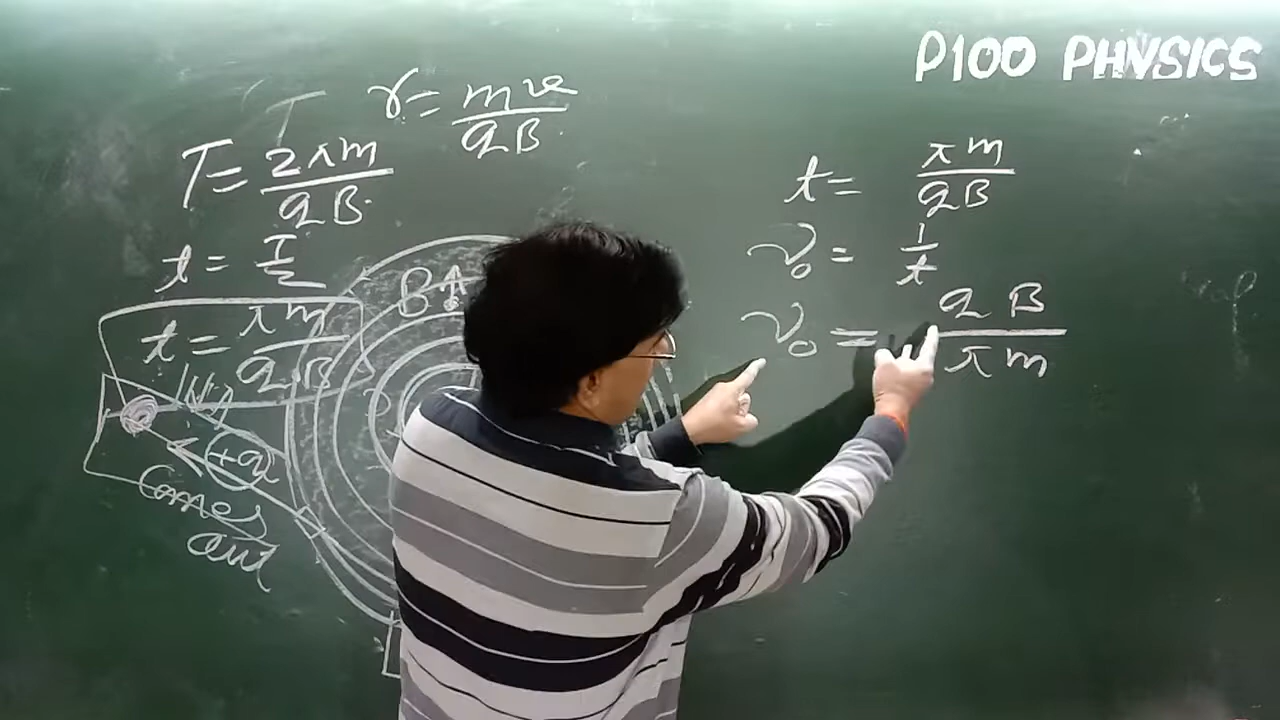 P100 PHYSICS
T
r = mv/qB
T = 2πm/qB
t = T/2
t = πm/qB
B↑
+q
Comes
out
t = πm/qB
ν₀ = 1/t
ν₀ = qB/πm